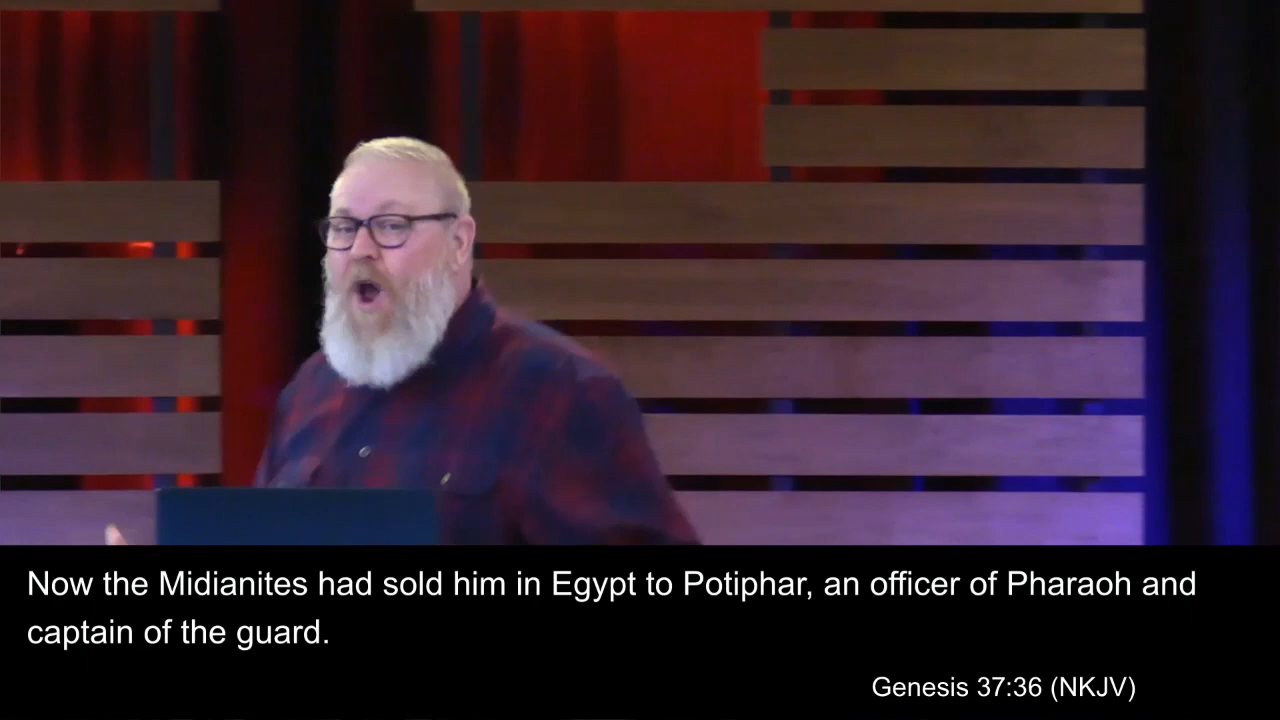 Now the Midianites had sold him in Egypt to Potiphar, an officer of Pharaoh and
captain of the guard.
Genesis 37:36 (NKJV)